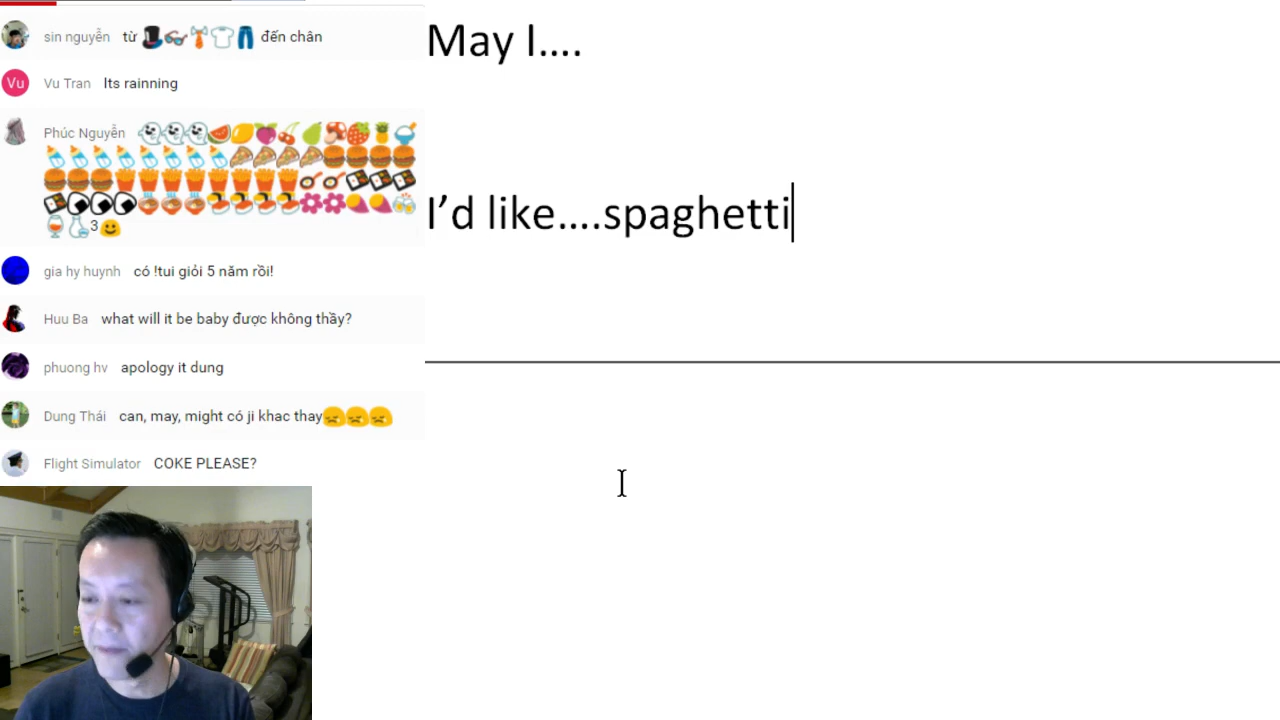 sin nguyễn từ 🎩👓👔👕👖 đến chân
Vu Vu Tran Its rainning
Phúc Nguyễn
3
gia hy huynh có !tui giỏi 5 năm rồi!
Huu Ba what will it be baby được không thầy?
phuong hv apology it dung
Dung Thái can, may, might có ji khac thay
Flight Simulator COKE PLEASE?
May I....
I'd like....spaghetti